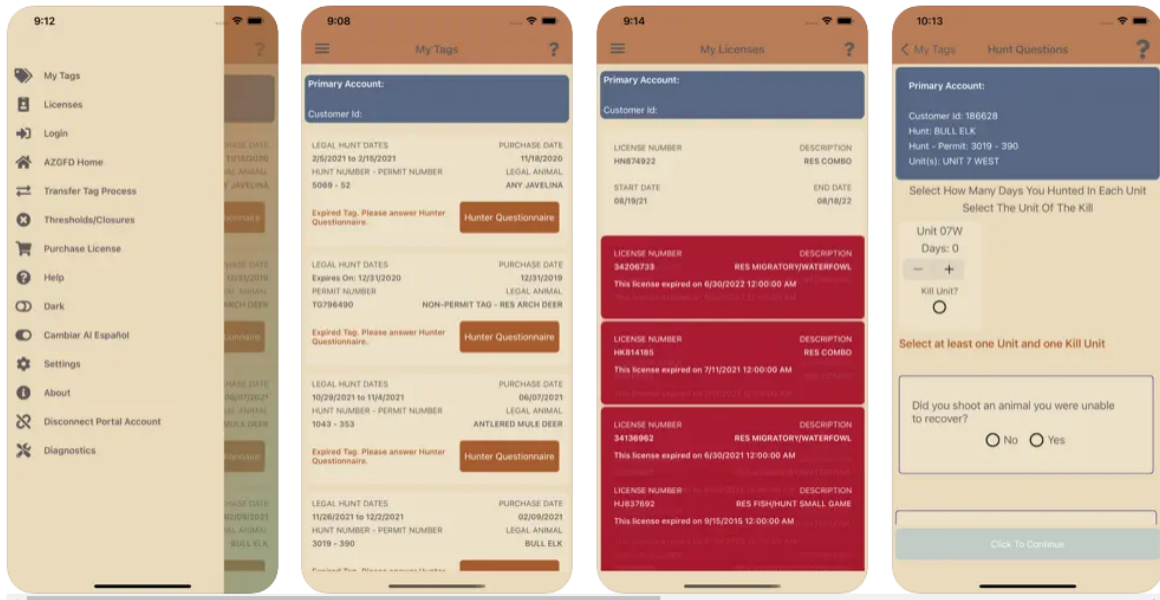 9:12
?
My Tags
Licenses
Login
AZGFD Home
Transfer Tag Process
Thresholds/Closures
Purchase License
Help
Dark
Cambiar Al Español
Settings
About
Disconnect Portal Account
Diagnostics
9:08
My Tags ?
Primary Account:
Customer Id:
LEGAL HUNT DATES PURCHASE DATE
2/5/2021 to 2/15/2021 11/18/2020
HUNT NUMBER - PERMIT NUMBER LEGAL ANIMAL
5069 - 52 ANY JAVELINA
Expired Tag. Please answer Hunter
Questionnaire.
Hunter Questionnaire
LEGAL HUNT DATES PURCHASE DATE
Expires On: 12/31/2020 12/31/2019
PERMIT NUMBER LEGAL ANIMAL
TG796490 NON-PERMIT TAG - RES ARCH DEER
Expired Tag. Please answer Hunter
Questionnaire.
Hunter Questionnaire
LEGAL HUNT DATES PURCHASE DATE
10/29/2021 to 11/4/2021 06/07/2021
HUNT NUMBER - PERMIT NUMBER LEGAL ANIMAL
1043 - 353 ANTLERED MULE DEER
Expired Tag. Please answer Hunter
Questionnaire.
Hunter Questionnaire
LEGAL HUNT DATES PURCHASE DATE
11/26/2021 to 12/2/2021 02/09/2021
HUNT NUMBER - PERMIT NUMBER LEGAL ANIMAL
3019 - 390 BULL ELK
9:14
My Licenses ?
Primary Account:
Customer Id:
LICENSE NUMBER DESCRIPTION
HN874922 RES COMBO
START DATE END DATE
08/19/21 08/18/22
LICENSE NUMBER DESCRIPTION
34206733 RES MIGRATORY/WATERFOWL
This license expired on 6/30/2022 12:00:00 AM
LICENSE NUMBER DESCRIPTION
HK814185 RES COMBO
This license expired on 7/11/2021 12:00:00 AM
LICENSE NUMBER DESCRIPTION
34136962 RES MIGRATORY/WATERFOWL
This license expired on 6/30/2021 12:00:00 AM
LICENSE NUMBER DESCRIPTION
HJ837692 RES FISH/HUNT SMALL GAME
This license expired on 9/15/2015 12:00:00 AM
10:13
My Tags Hunt Questions ?
Primary Account:
Customer Id: 186628
Hunt: BULL ELK
Hunt - Permit: 3019 - 390
Unit(s): UNIT 7 WEST
Select How Many Days You Hunted In Each Unit
Select The Unit Of The Kill
Unit 07W
Days: 0
− +
Kill Unit?
Select at least one Unit and one Kill Unit
Did you shoot an animal you were unable
to recover?
No Yes
Click To Continue